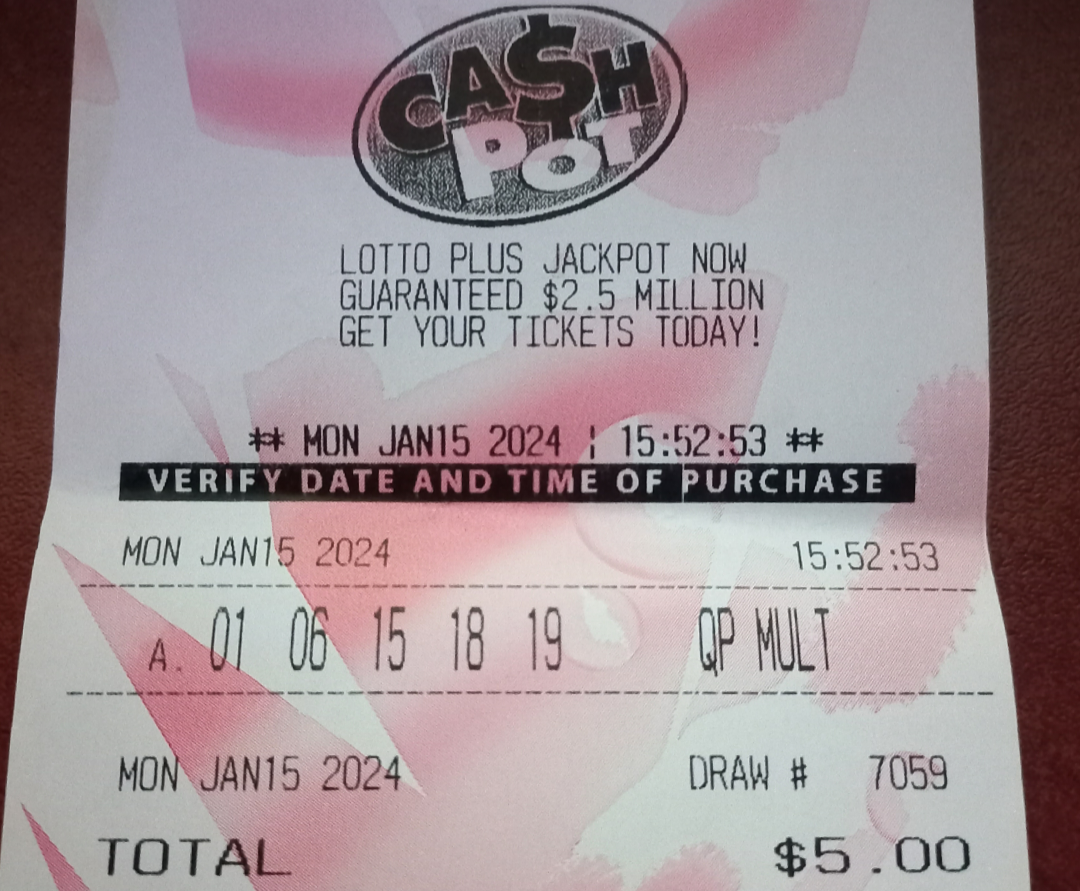 CA$H
POT
LOTTO PLUS JACKPOT NOW
GUARANTEED $2.5 MILLION
GET YOUR TICKETS TODAY!
** MON JAN15 2024 ¦ 15:52:53 **
VERIFY DATE AND TIME OF PURCHASE
MON JAN15 2024 15:52:53
A. 01 06 15 18 19 QP MULT
MON JAN15 2024 DRAW # 7059
TOTAL $5.00